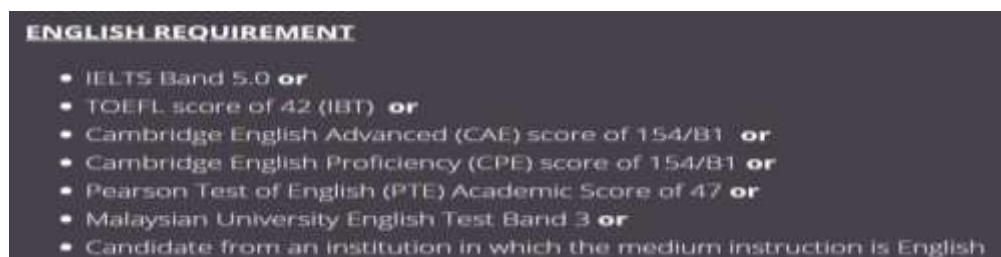 ENGLISH REQUIREMENT
• IELTS Band 5.0 or
• TOEFL score of 42 (IBT) or
• Cambridge English Advanced (CAE) score of 154/B1 or
• Cambridge English Proficiency (CPE) score of 154/B1 or
• Pearson Test of English (PTE) Academic Score of 47 or
• Malaysian University English Test Band 3 or
• Candidate from an institution in which the medium instruction is English